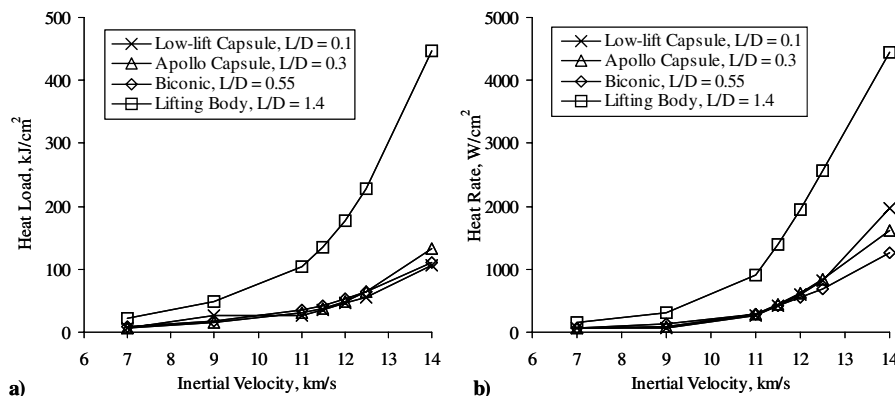 500
400
300
200
100
0
Heat Load, kJ/cm2
Low-lift Capsule, L/D = 0.1
Apollo Capsule, L/D = 0.3
Biconic, L/D = 0.55
Lifting Body, L/D = 1.4
6 7 8 9 10 11 12 13 14
Inertial Velocity, km/s
a)
5000
4000
3000
2000
1000
0
Heat Rate, W/cm2
Low-lift Capsule, L/D = 0.1
Apollo Capsule, L/D = 0.3
Biconic, L/D = 0.55
Lifting Body, L/D = 1.4
6 7 8 9 10 11 12 13 14
Inertial Velocity, km/s
b)